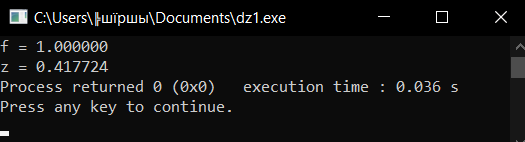 C:\Users\╠шїршы\Documents\dz1.exe
f = 1.000000
z = 0.417724
Process returned 0 (0x0)   execution time : 0.036 s
Press any key to continue.